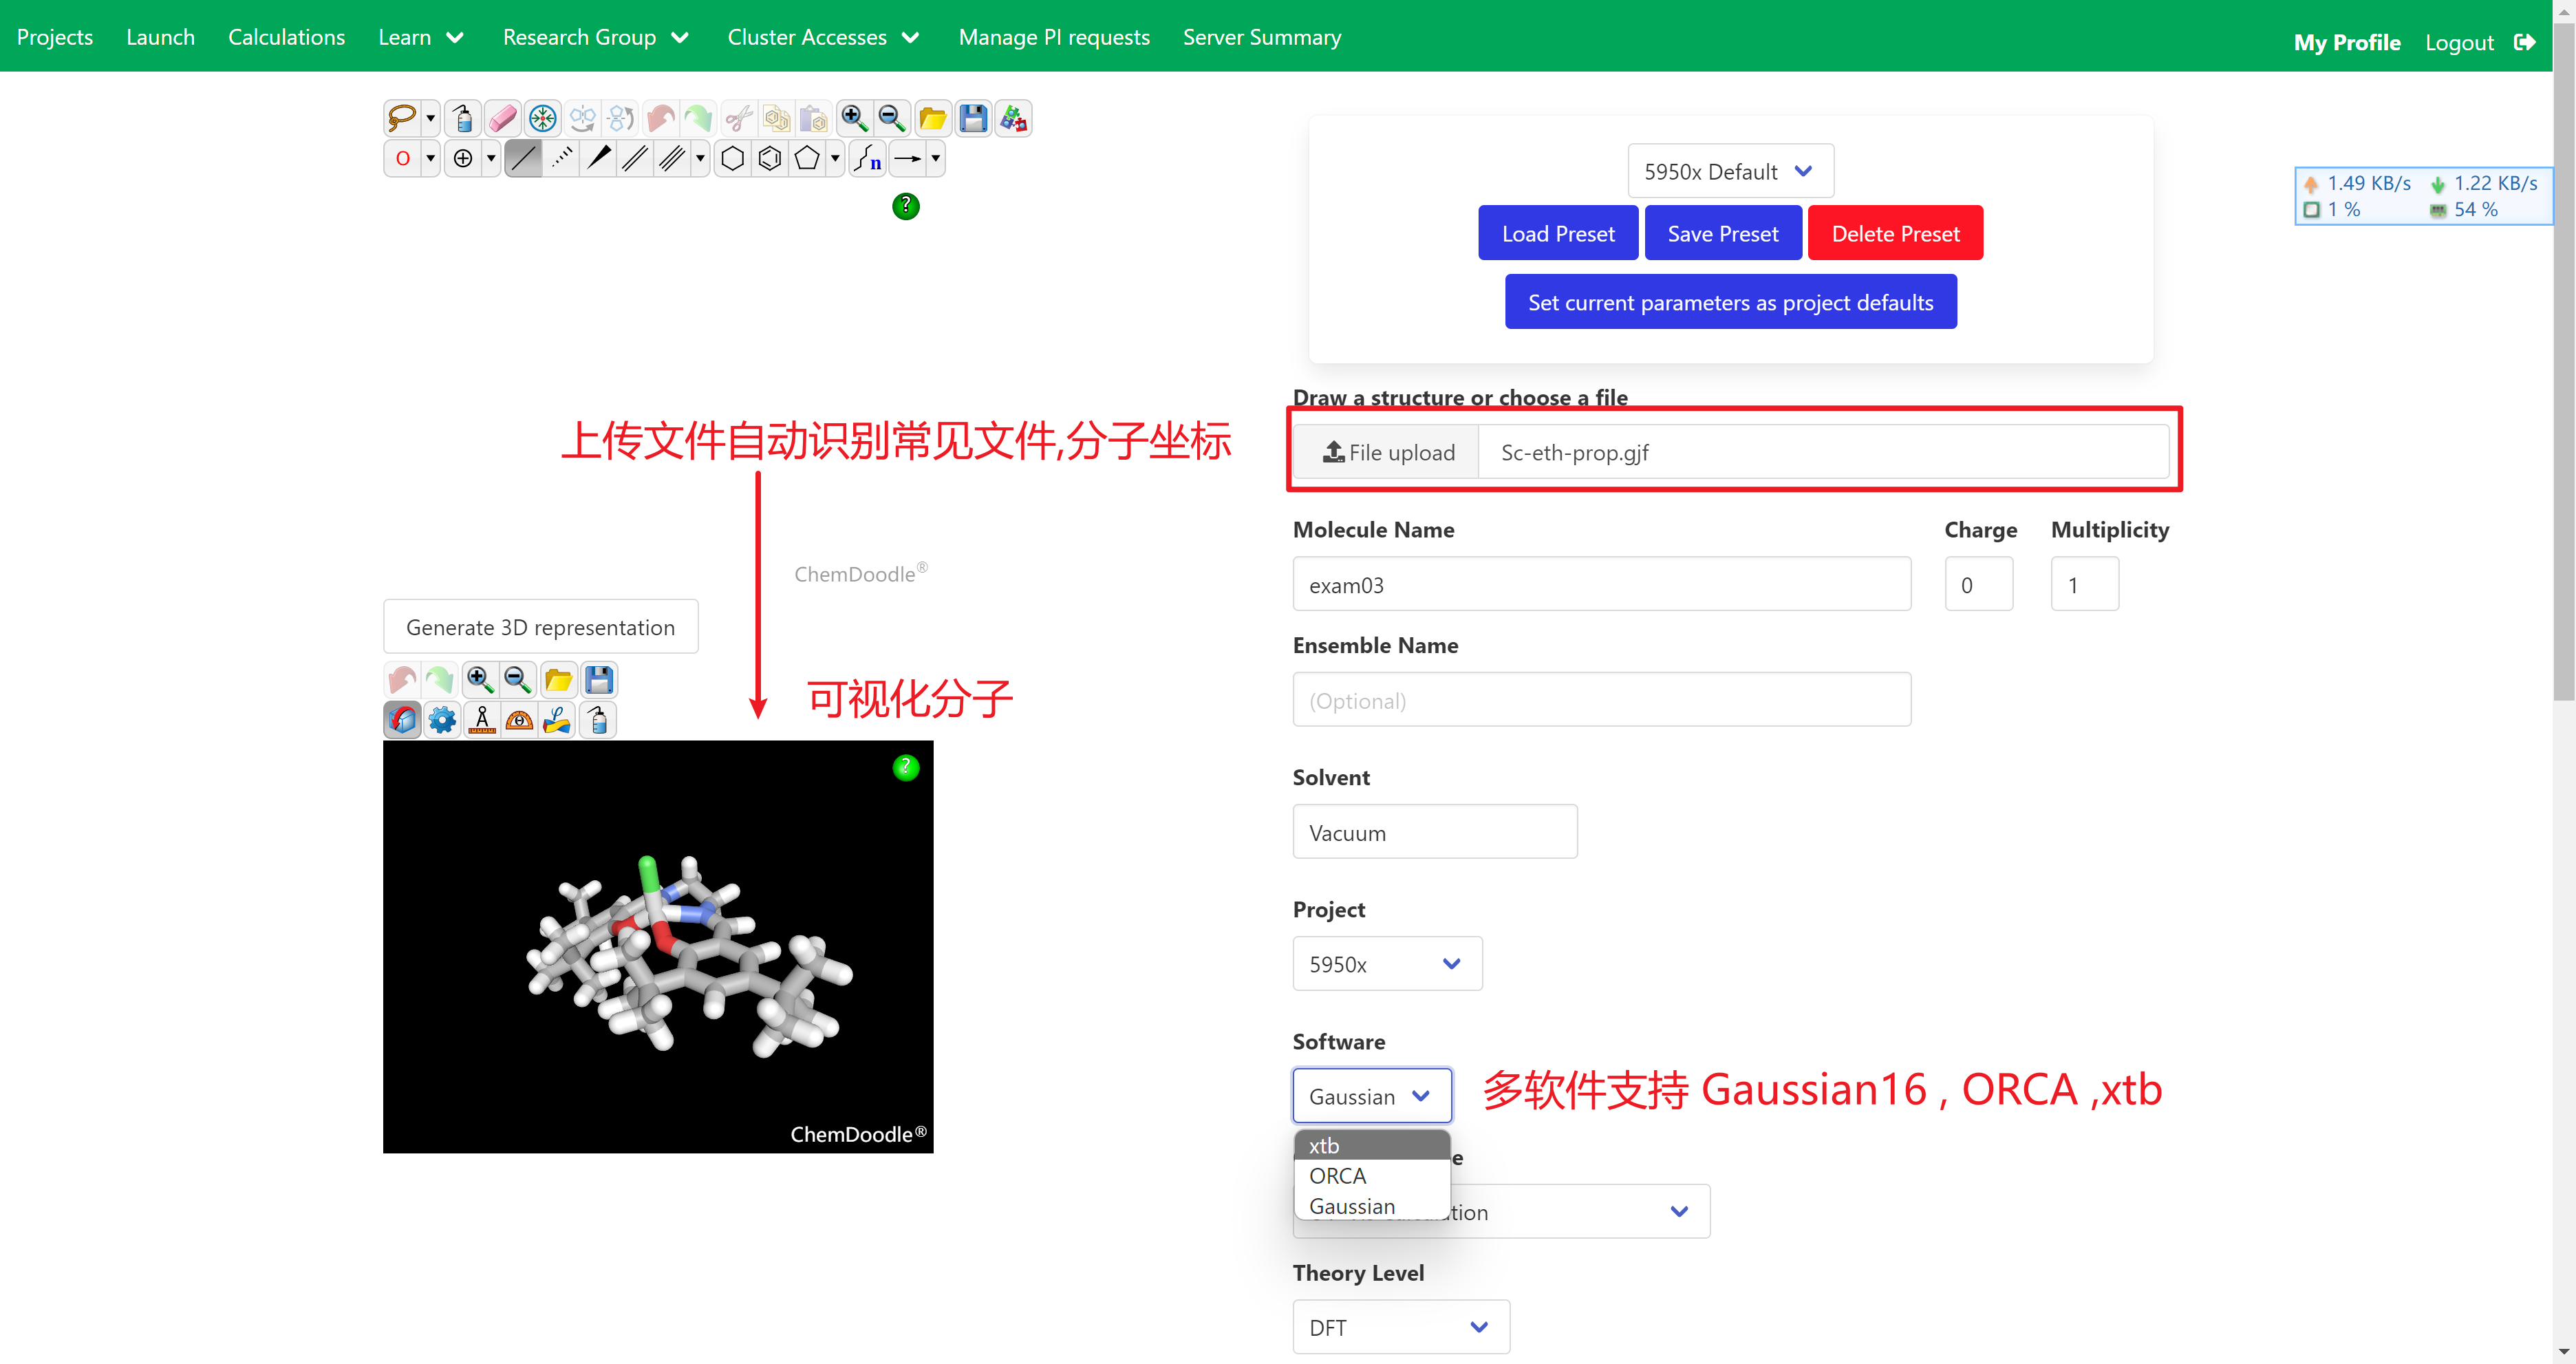 Projects Launch Calculations Learn Research Group Cluster Accesses Manage PI requests Server Summary My Profile Logout
1.49 KB/s 1.22 KB/s
1 % 54 %
O
n
?
5950x Default
Load Preset Save Preset Delete Preset
Set current parameters as project defaults
Draw a structure or choose a file
File upload Sc-eth-prop.gjf
上传文件自动识别常见文件,分子坐标
ChemDoodle®
Generate 3D representation
可视化分子
?
ChemDoodle®
Molecule Name Charge Multiplicity
exam03 0 1
Ensemble Name
(Optional)
Solvent
Vacuum
Project
5950x
Software
Gaussian
多软件支持 Gaussian16 , ORCA ,xtb
xtb
ORCA
Gaussian
Theory Level
DFT